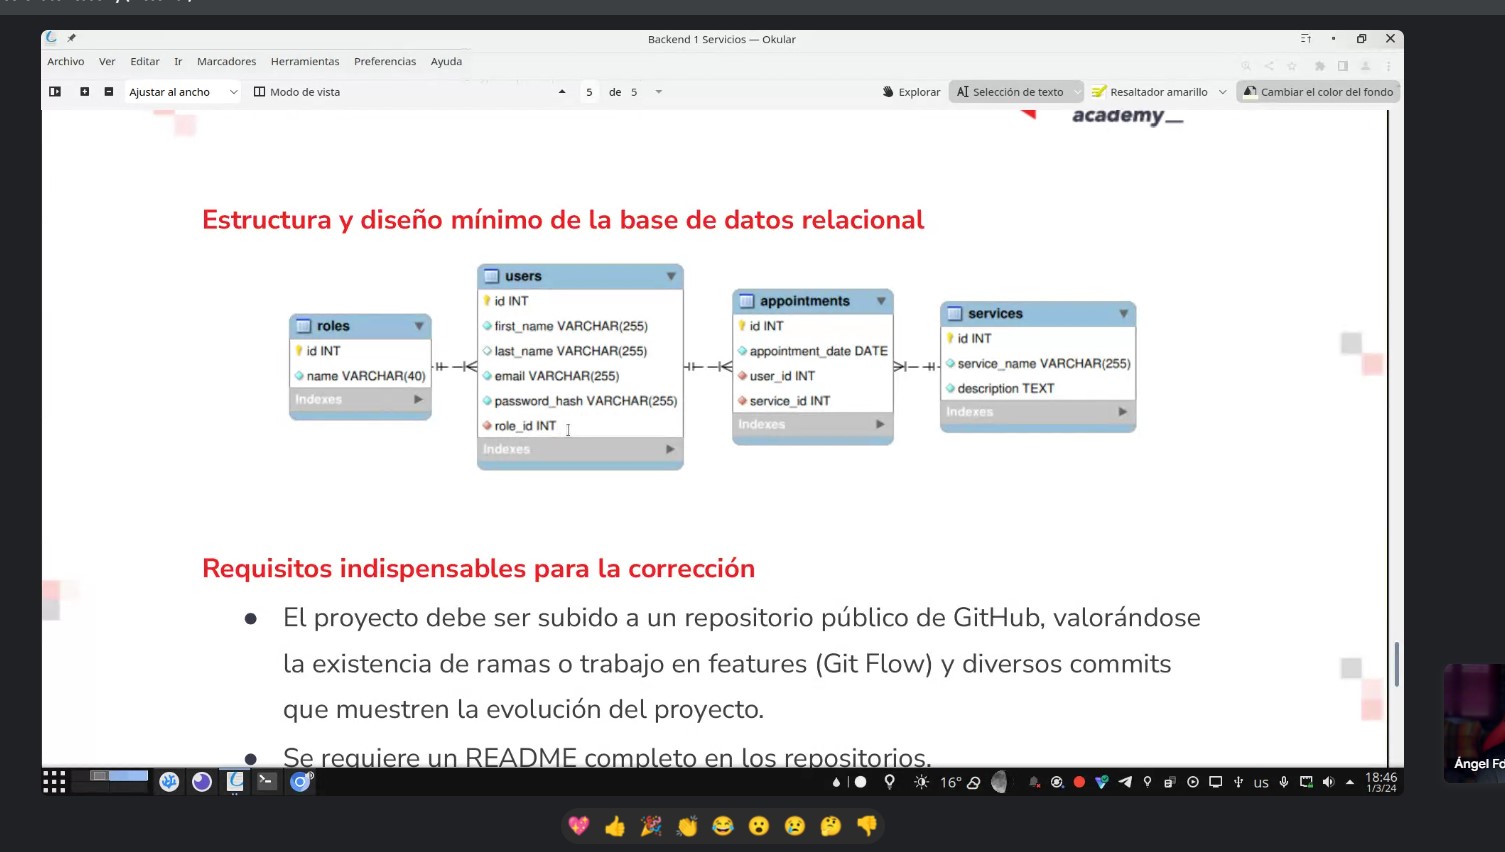 Backend 1 Servicios — Okular
Archivo Ver Editar Ir Marcadores Herramientas Preferencias Ayuda
Ajustar al ancho Modo de vista 5 de 5 Explorar Selección de texto Resaltador amarillo Cambiar el color del fondo
academy_
Estructura y diseño mínimo de la base de datos relacional
roles
id INT
name VARCHAR(40)
Indexes
users
id INT
first_name VARCHAR(255)
last_name VARCHAR(255)
email VARCHAR(255)
password_hash VARCHAR(255)
role_id INT
Indexes
appointments
id INT
appointment_date DATE
user_id INT
service_id INT
Indexes
services
id INT
service_name VARCHAR(255)
description TEXT
Indexes
Requisitos indispensables para la corrección
● El proyecto debe ser subido a un repositorio público de GitHub, valorándose
la existencia de ramas o trabajo en features (Git Flow) y diversos commits
que muestren la evolución del proyecto.
● Se requiere un README completo en los repositorios.
16° us 18:46
1/3/24
Ángel Fd